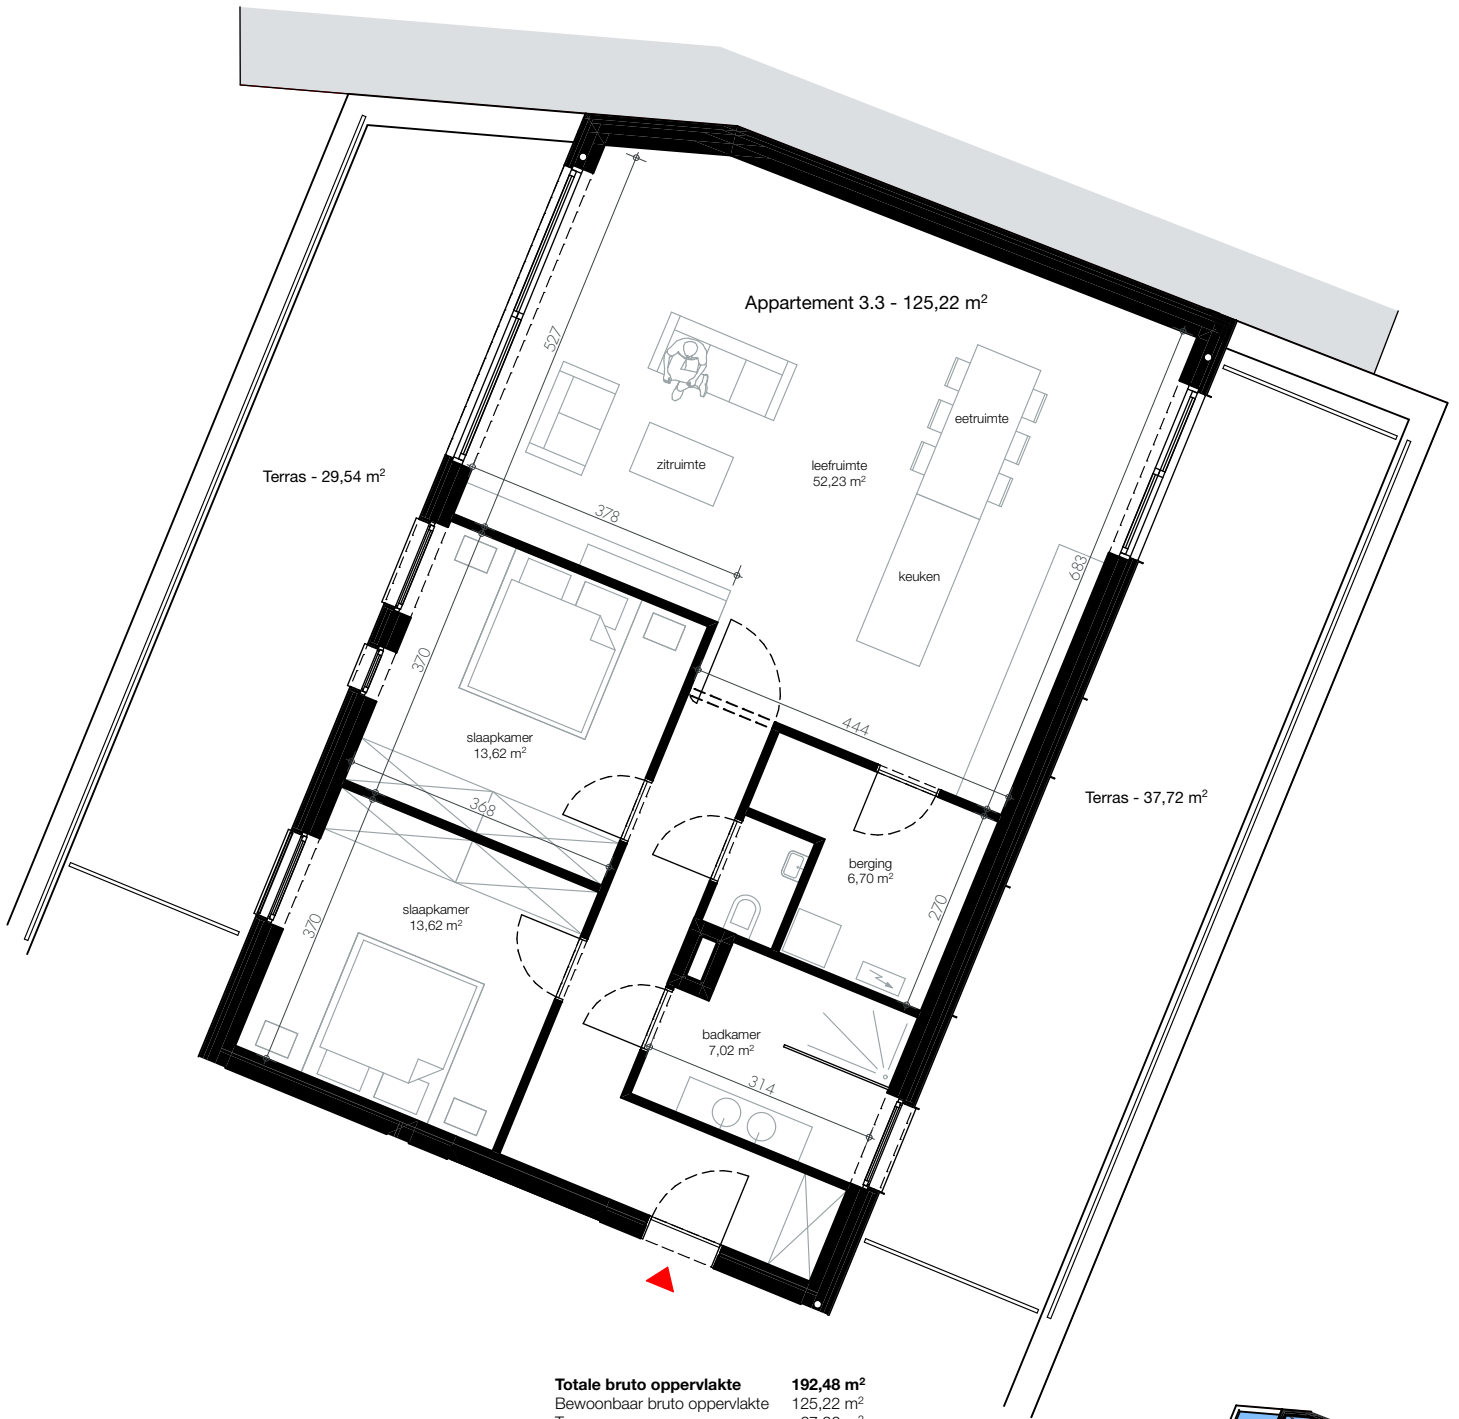 Appartement 3.3 - 125,22 m²
527
eetruimte
zitruimte
leefruimte
52,23 m²
Terras - 29,54 m²
378
683
keuken
370
444
slaapkamer
13,62 m²
368
Terras - 37,72 m²
berging
6,70 m²
270
slaapkamer
13,62 m²
370
badkamer
7,02 m²
314
Totale bruto oppervlakte 192,48 m²
Bewoonbaar bruto oppervlakte 125,22 m²